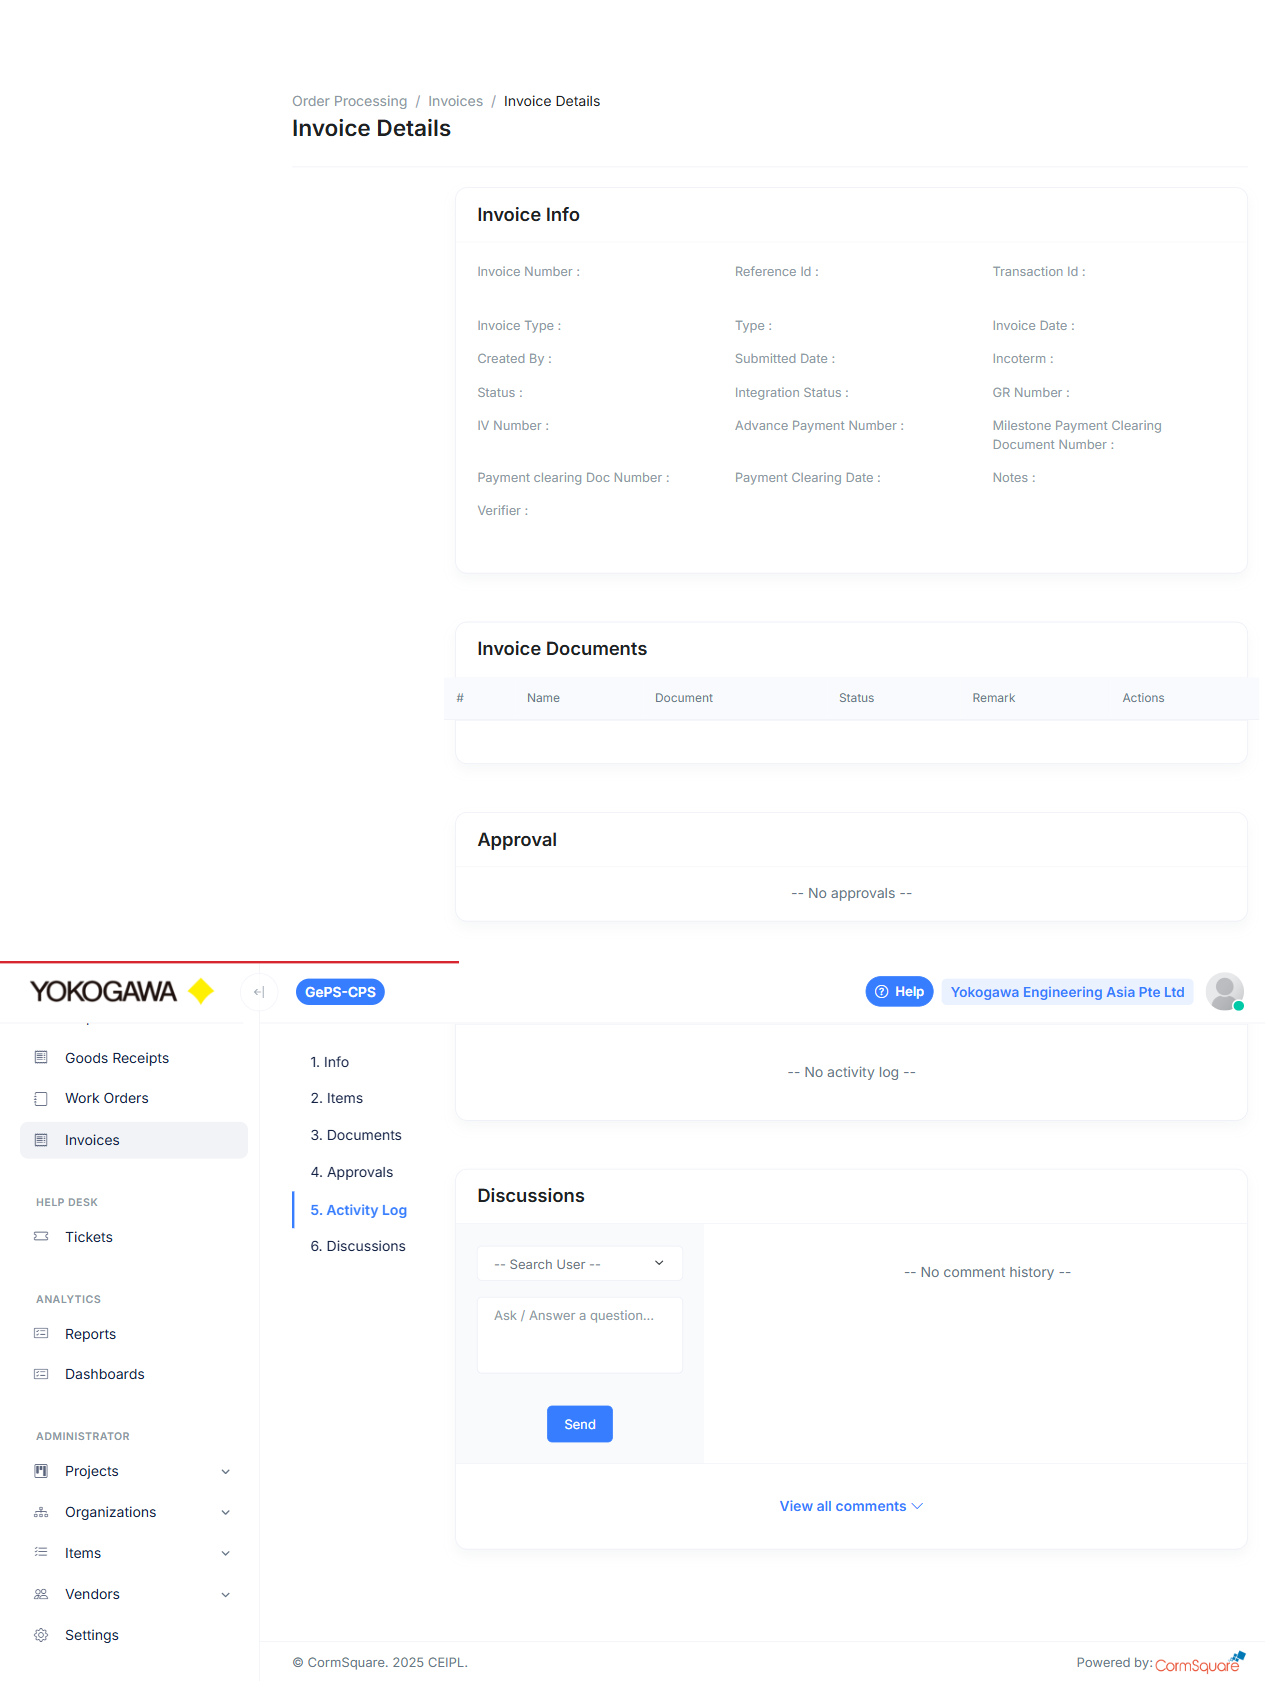 Order Processing / Invoices / Invoice Details
Invoice Details
Invoice Info
Invoice Number :
Reference Id :
Transaction Id :
Invoice Type :
Type :
Invoice Date :
Created By :
Submitted Date :
Incoterm :
Status :
Integration Status :
GR Number :
IV Number :
Advance Payment Number :
Milestone Payment Clearing
Document Number :
Payment clearing Doc Number :
Payment Clearing Date :
Notes :
Verifier :
Invoice Documents
# Name Document Status Remark Actions
Approval
-- No approvals --
YOKOGAWA
GePS-CPS
Help
Yokogawa Engineering Asia Pte Ltd
Goods Receipts
Work Orders
Invoices
HELP DESK
Tickets
ANALYTICS
Reports
Dashboards
ADMINISTRATOR
Projects
Organizations
Items
Vendors
Settings
1. Info
2. Items
3. Documents
4. Approvals
5. Activity Log
6. Discussions
-- No activity log --
Discussions
-- Search User --
Ask / Answer a question...
Send
-- No comment history --
View all comments
© CormSquare. 2025 CEIPL.
Powered by: CormSquare